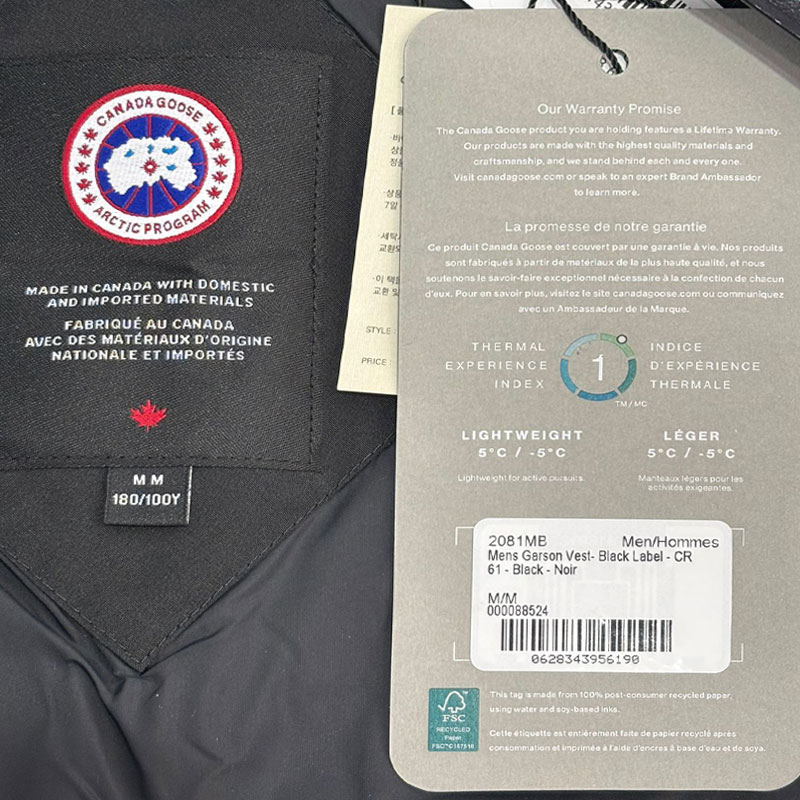 CANADA GOOSE
ARCTIC PROGRAM
MADE IN CANADA WITH DOMESTIC
AND IMPORTED MATERIALS
FABRIQUÉ AU CANADA
AVEC DES MATÉRIAUX D'ORIGINE
NATIONALE ET IMPORTÉS
M M
180/100Y
STYLE :
PRICE :
Our Warranty Promise
The Canada Goose product you are holding features a Lifetime Warranty.
Our products are made with the highest quality materials and
craftsmanship, and we stand behind each and every one.
Visit canadagoose.com or speak to an expert Brand Ambassador
to learn more.
La promesse de notre garantie
Ce produit Canada Goose est couvert par une garantie à vie. Nos produits
sont fabriqués à partir de matériaux de la plus haute qualité, et nous
soutenons le savoir-faire exceptionnel nécessaire à la confection de chacun
d'eux. Pour en savoir plus, visitez le site canadagoose.com ou communiquez
avec un Ambassadeur de la Marque.
THERMAL
EXPERIENCE
INDEX
1
INDICE
D'EXPÉRIENCE
THERMALE
TM/MC
LIGHTWEIGHT
5°C / -5°C
Lightweight for active pursuits.
LÉGER
5°C / -5°C
Manteaux légers pour les
activités exigeantes.
2081MB Men/Hommes
Mens Garson Vest- Black Label - CR
61 - Black - Noir
M/M
000088524
0628343956190
FSC
RECYCLED
Paper
This tag is made from 100% post-consumer recycled paper,
using water and soy-based inks.
Cette étiquette est entièrement faite de papier recyclé après
consommation et imprimée à l'aide d'encres à base d'eau et de soya.